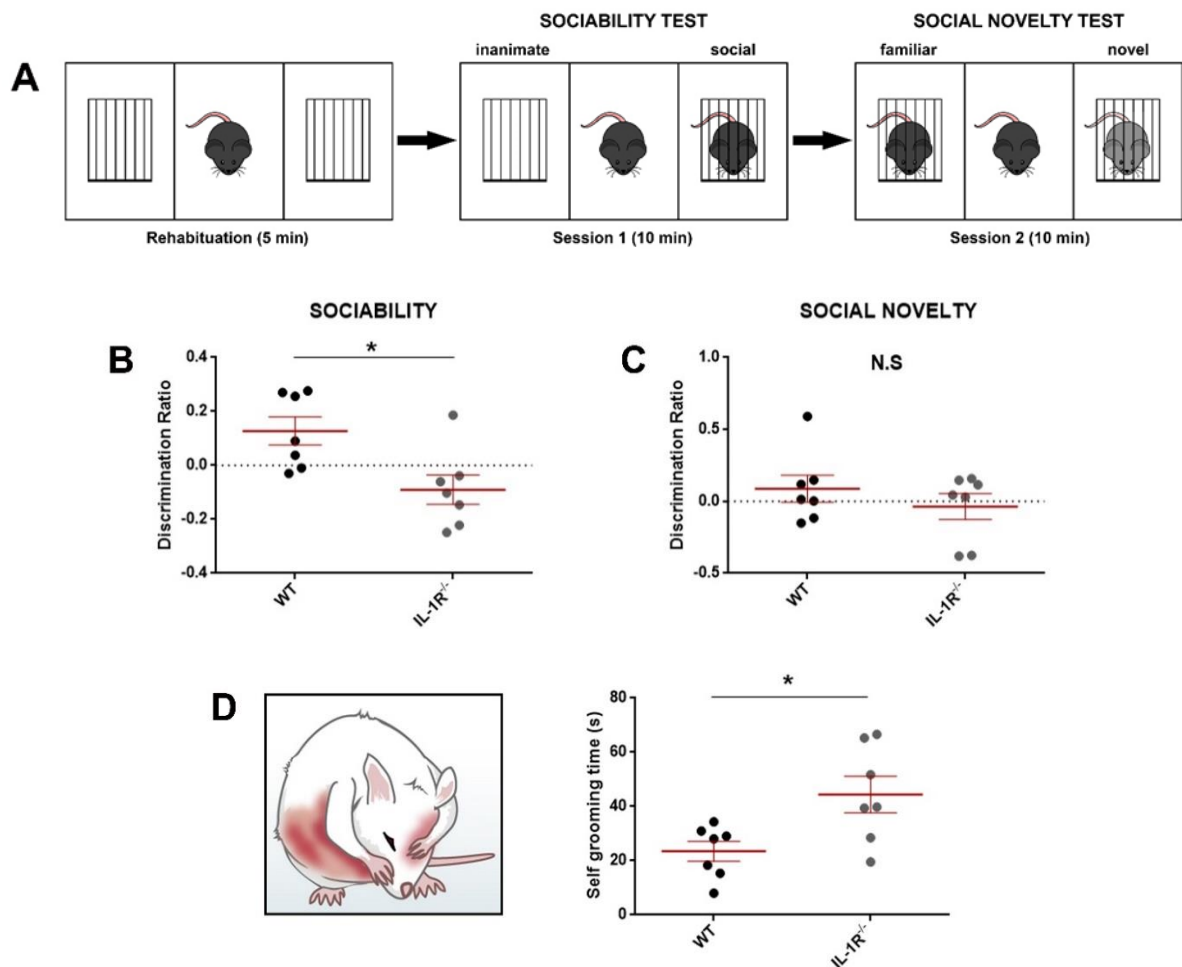 A
SOCIABILITY TEST
inanimate social
SOCIAL NOVELTY TEST
familiar novel
Rehabituation (5 min)
Session 1 (10 min)
Session 2 (10 min)
SOCIABILITY
B
*
Discrimination Ratio
0.4
0.2
0.0
-0.2
-0.4
WT
IL-1R-/-
SOCIAL NOVELTY
C
N.S
Discrimination Ratio
1.0
0.5
0.0
-0.5
WT
IL-1R-/-
D
*
Self grooming time (s)
80
60
40
20
0
WT
IL-1R-/-